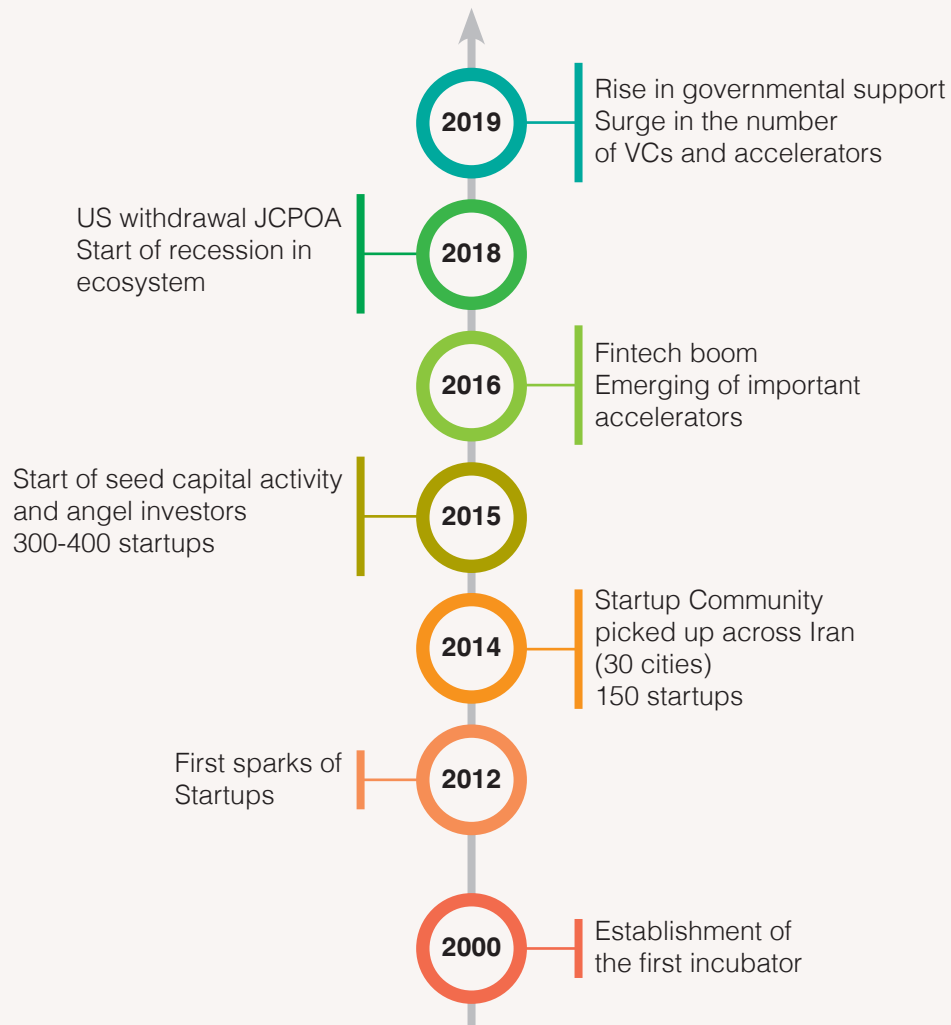 2019
Rise in governmental support
Surge in the number
of VCs and accelerators
US withdrawal JCPOA
Start of recession in
ecosystem
2018
2016
Fintech boom
Emerging of important
accelerators
Start of seed capital activity
and angel investors
300-400 startups
2015
2014
Startup Community
picked up across Iran
(30 cities)
150 startups
First sparks of
Startups
2012
2000
Establishment of
the first incubator